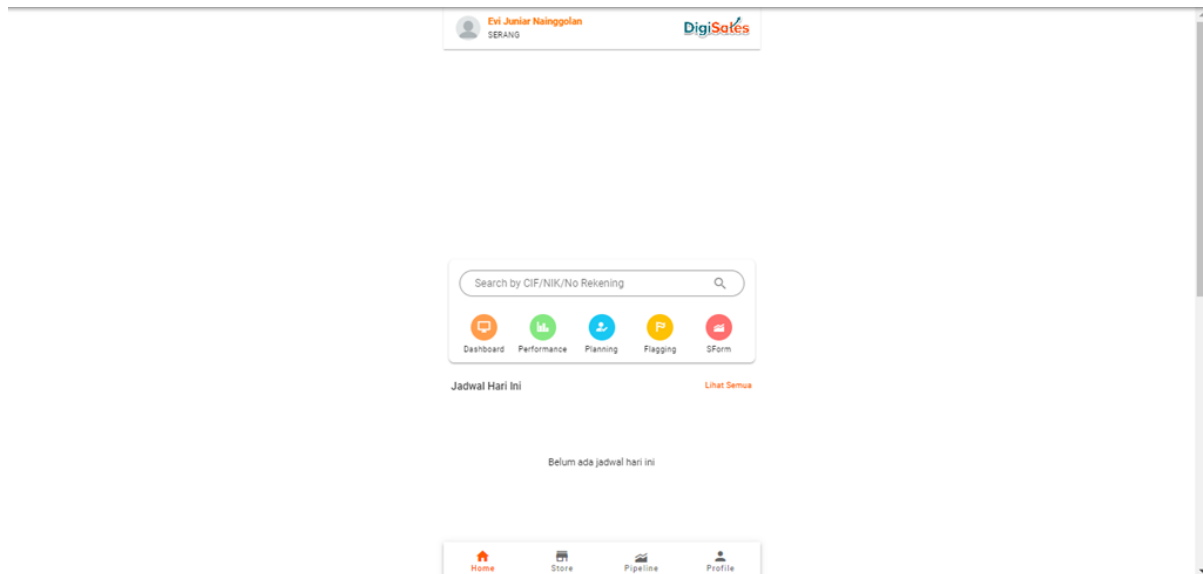 Evi Juniar Nainggolan
SERANG
DigiSales
Search by CIF/NIK/No Rekening
Dashboard Performance Planning Flagging SForm
Jadwal Hari Ini Lihat Semua
Belum ada jadwal hari ini
Home Store Pipeline Profile